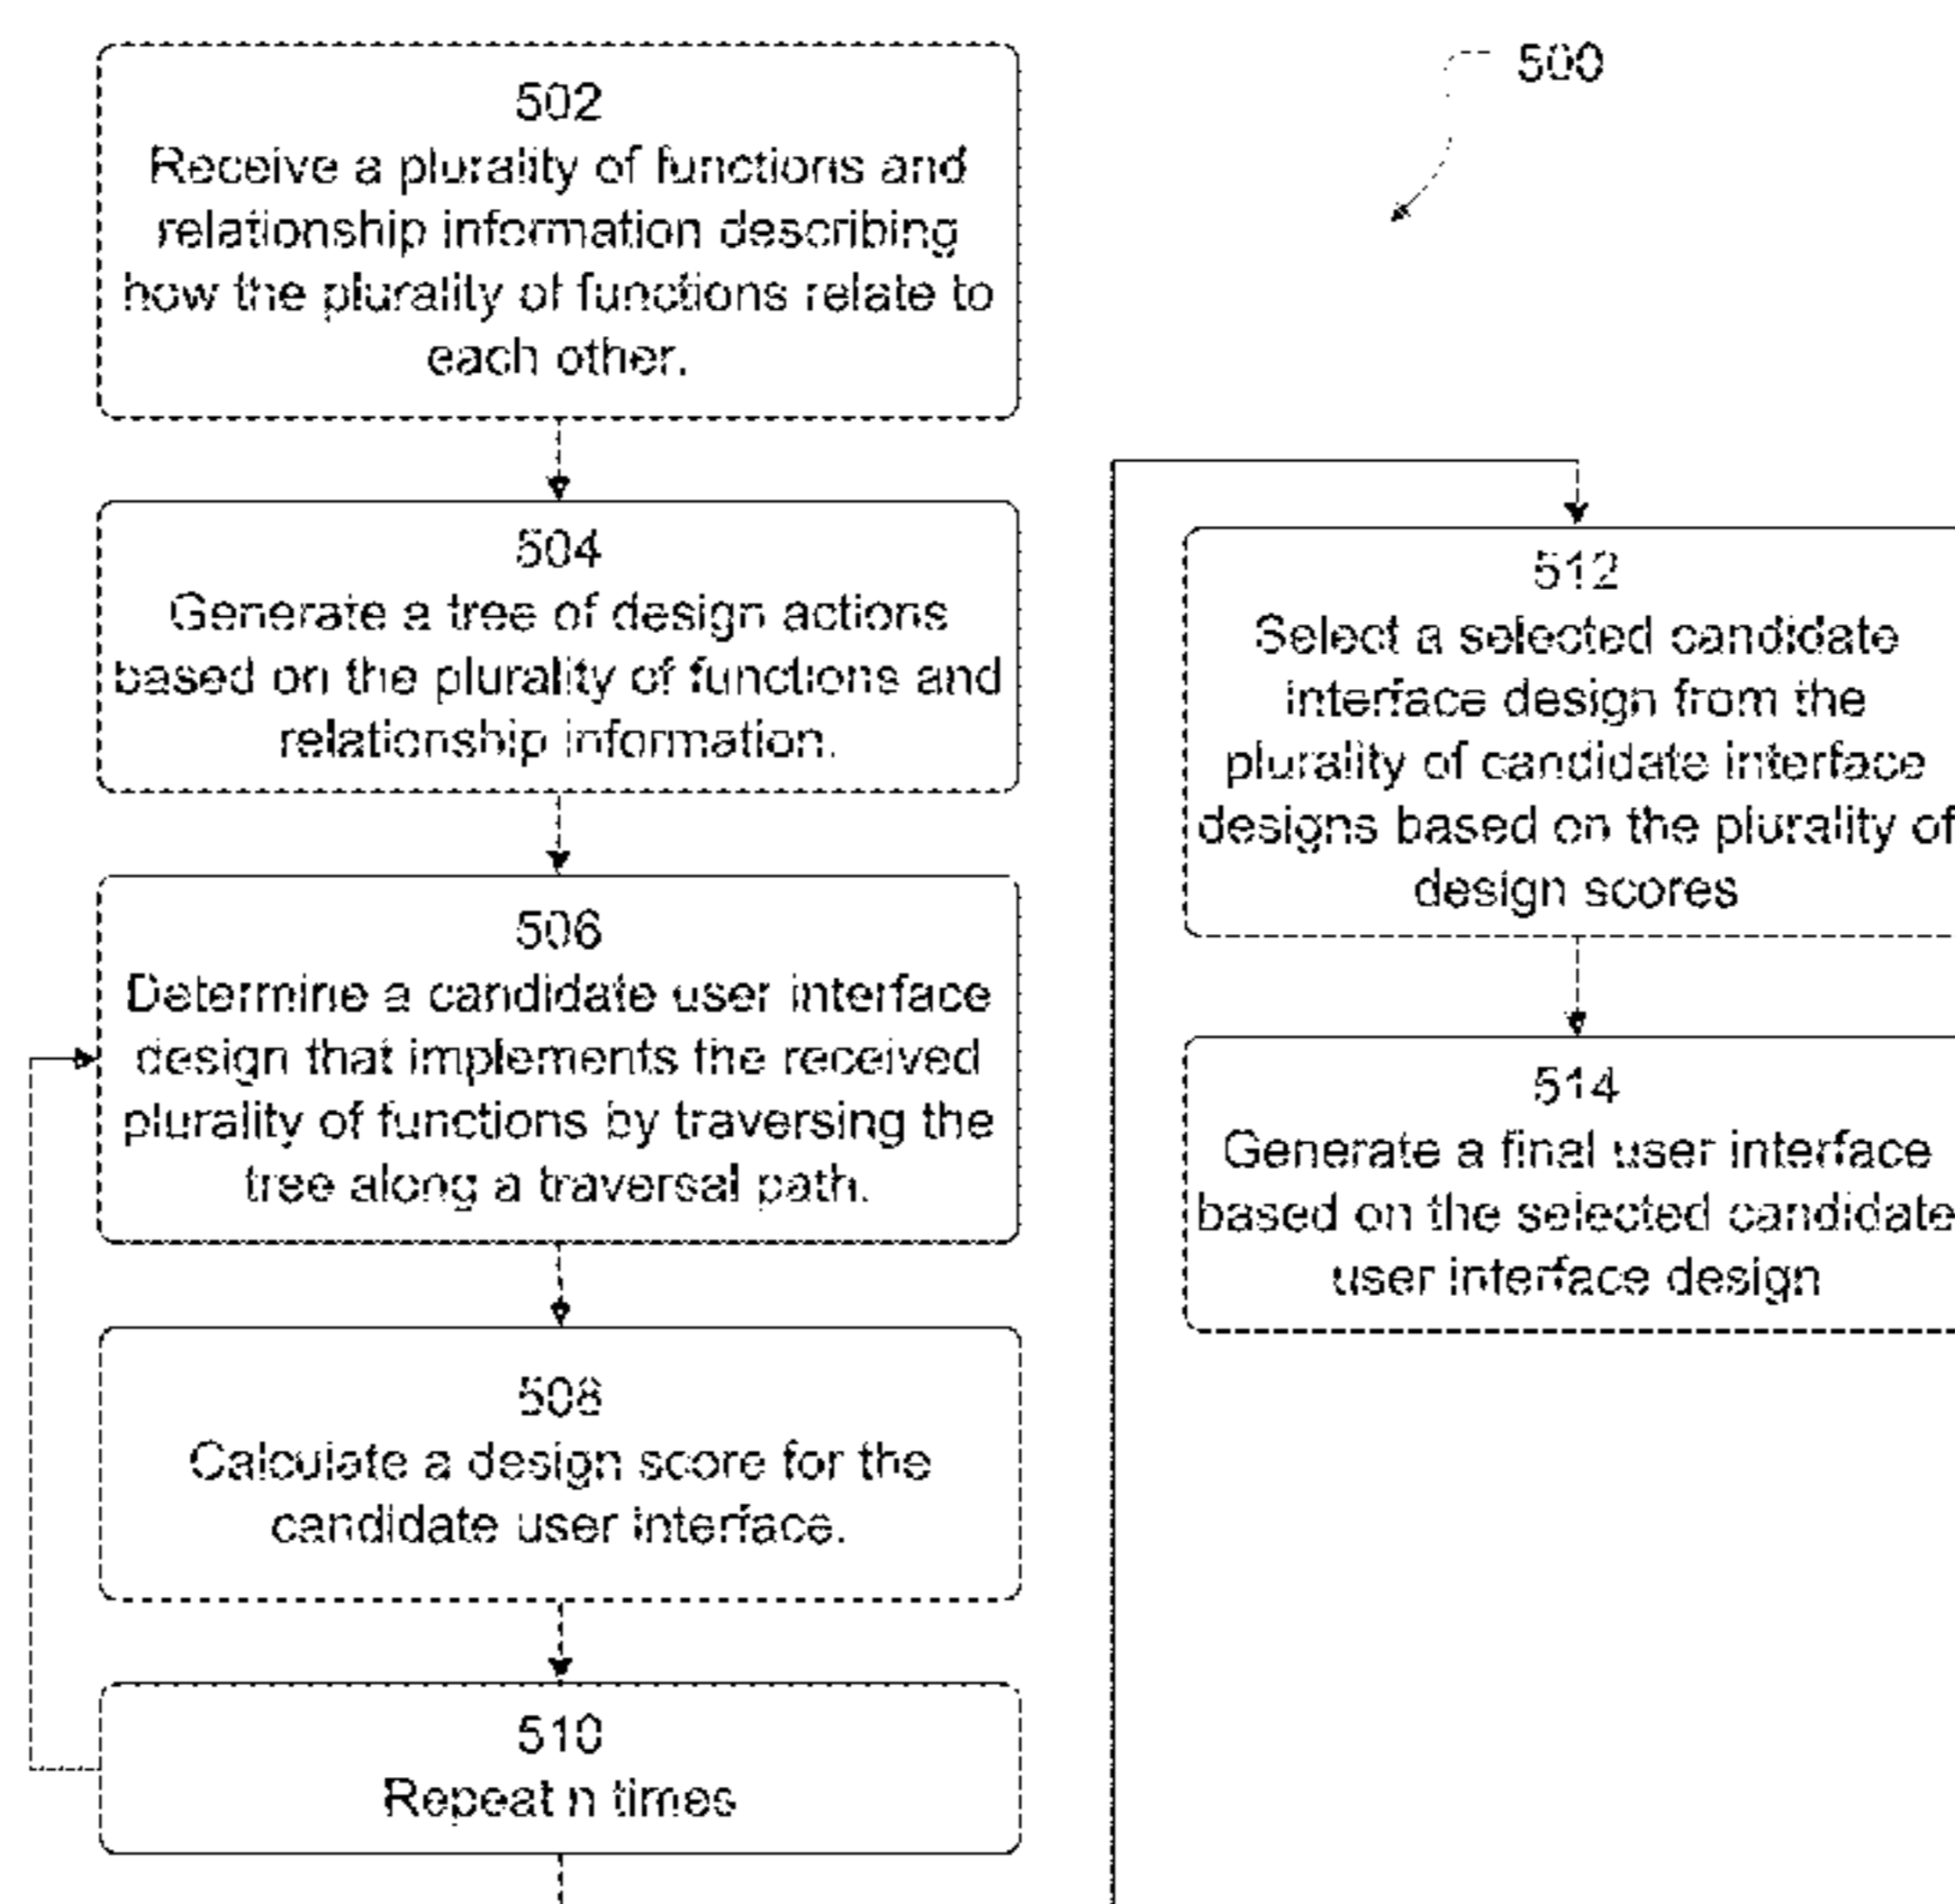 500
502
Receive a plurality of functions and
relationship information describing
how the plurality of functions relate to
each other.
504
Generate a tree of design actions
based on the plurality of functions and
relationship information.
506
Determine a candidate user interface
design that implements the received
plurality of functions by traversing the
tree along a traversal path.
508
Calculate a design score for the
candidate user interface.
510
Repeat n times
512
Select a selected candidate
interface design from the
plurality of candidate interface
designs based on the plurality of
design scores
514
Generate a final user interface
based on the selected candidate
user interface design